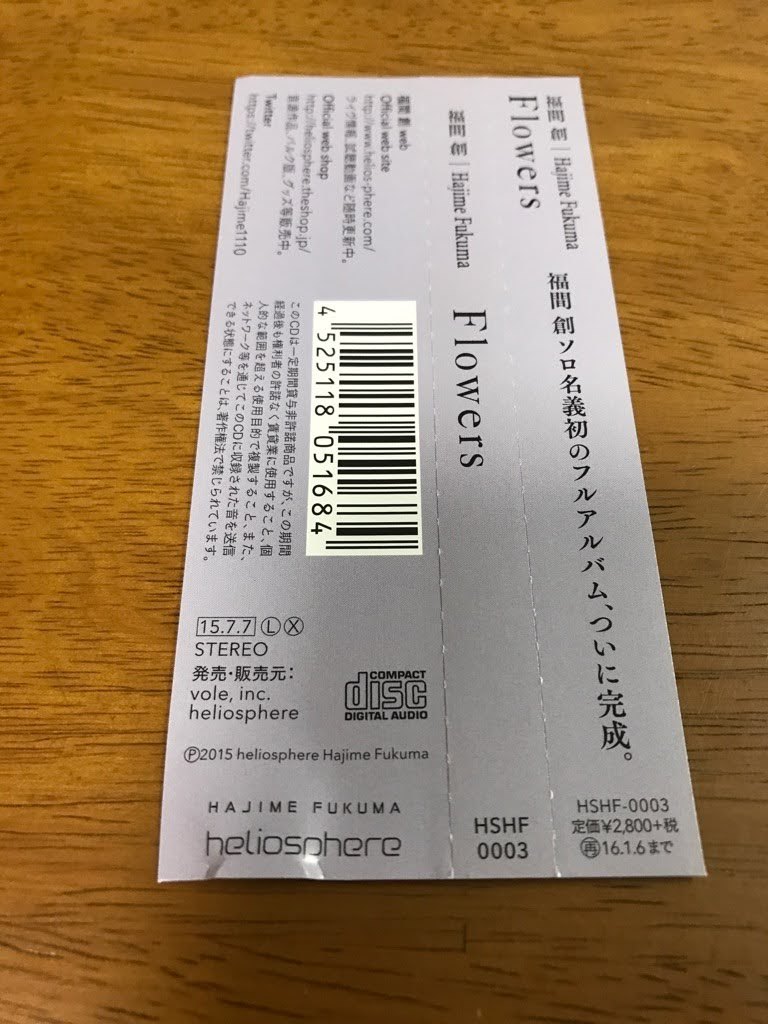 福間 創 | Hajime Fukuma
Flowers
福間 創ソロ名義初のフルアルバム、ついに完成。
HSHF-0003
定価¥2,800+税
再16.1.6まで
福間 創 | Hajime Fukuma
Flowers
HSHF
0003
福間 創 web
Official web site
http://www.helios-phere.com/
ライヴ情報、試聴動画など随時更新中。
Official web shop
http://heliosphere.theshop.jp/
音楽作品、バルク版、グッズ等販売中。
Twitter
https://twitter.com/Hajime1110
4 525118 051684
このCDは一定期間貸与非許諾商品ですが、この期間
経過後も権利者の許諾なく賃貸業に使用すること、個
人的な範囲を超える使用目的で複製すること、また、
ネットワーク等を通じてこのCDに収録された音を送信
できる状態にすることは、著作権法で禁じられています。
15.7.7 Ⓛ Ⓧ
STEREO
発売・販売元：
vole, inc.
heliosphere
COMPACT
disc
DIGITAL AUDIO
Ⓟ2015 heliosphere Hajime Fukuma
HAJIME FUKUMA
heliosphere